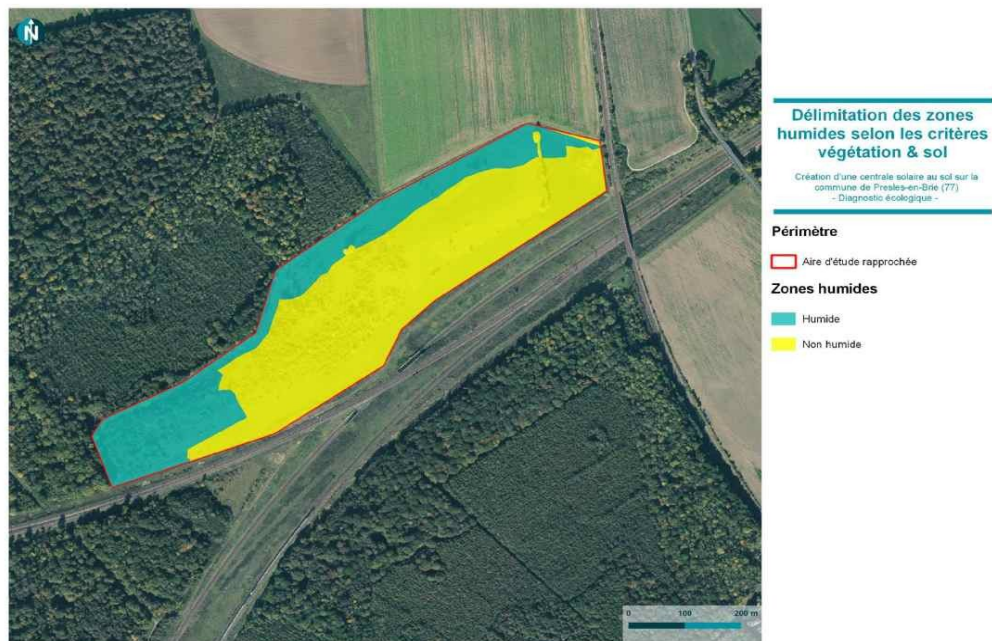 N
Délimitation des zones
humides selon les critères
végétation & sol
Création d'une centrale solaire au sol sur la
commune de Presles-en-Brie (77)
- Diagnostic écologique -
Périmètre
Aire d'étude rapprochée
Zones humides
Humide
Non humide
0 100 200 m